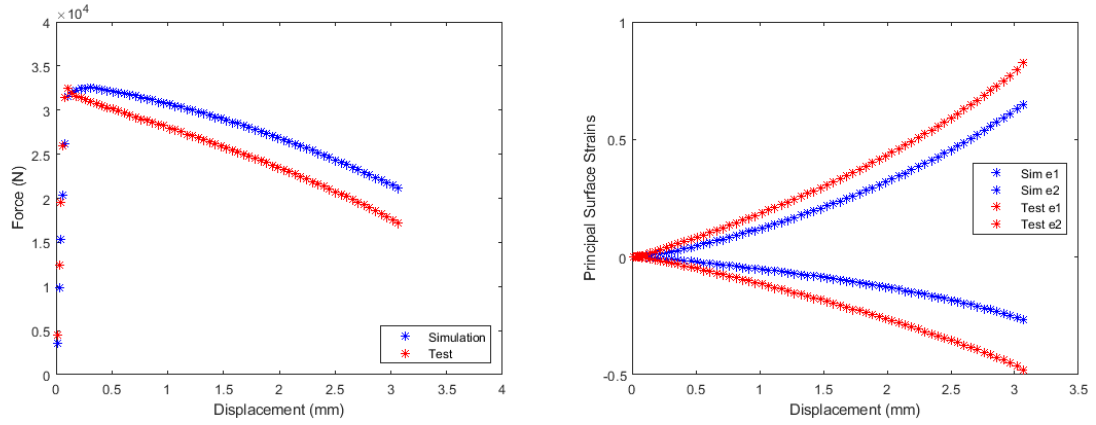 ×10⁴
4
3.5
3
2.5
2
1.5
1
0.5
0
Force (N)
Simulation
Test
0 0.5 1 1.5 2 2.5 3 3.5 4
Displacement (mm)
1
0.5
0
-0.5
Principal Surface Strains
Sim e1
Sim e2
Test e1
Test e2
0 0.5 1 1.5 2 2.5 3 3.5
Displacement (mm)